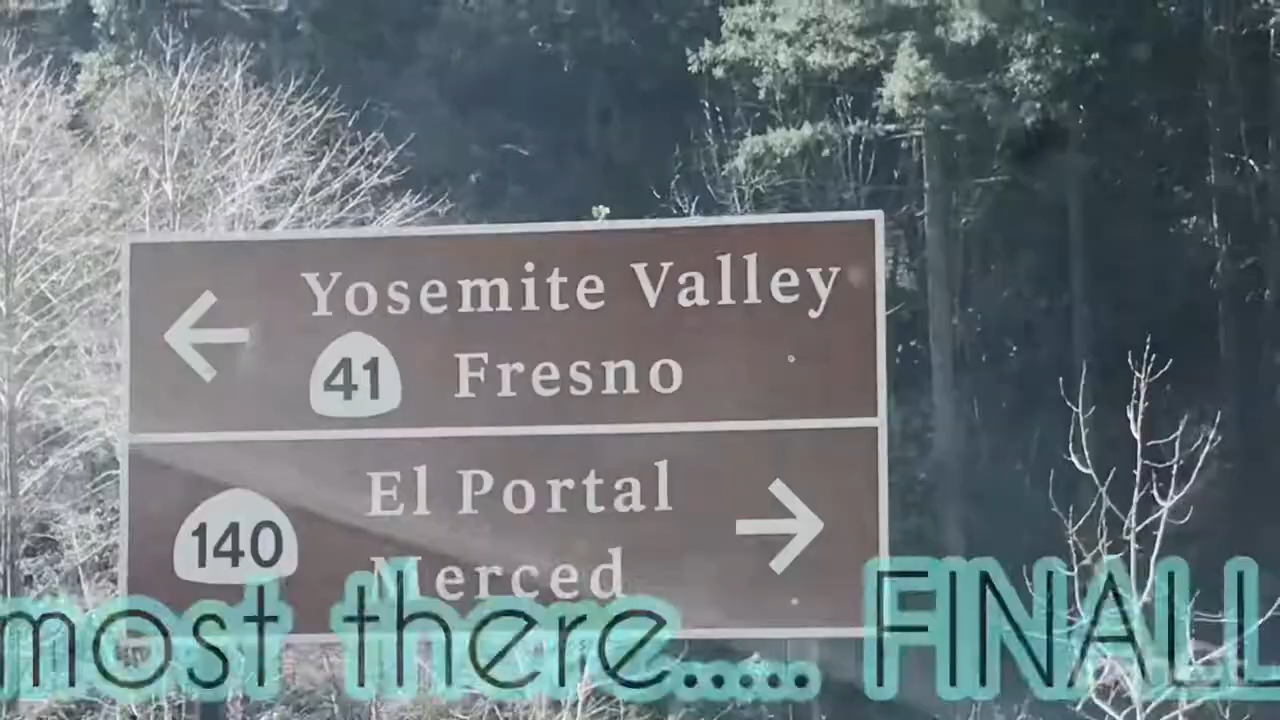 Yosemite Valley
41 Fresno
El Portal
140
Merced
most there..... FINALL